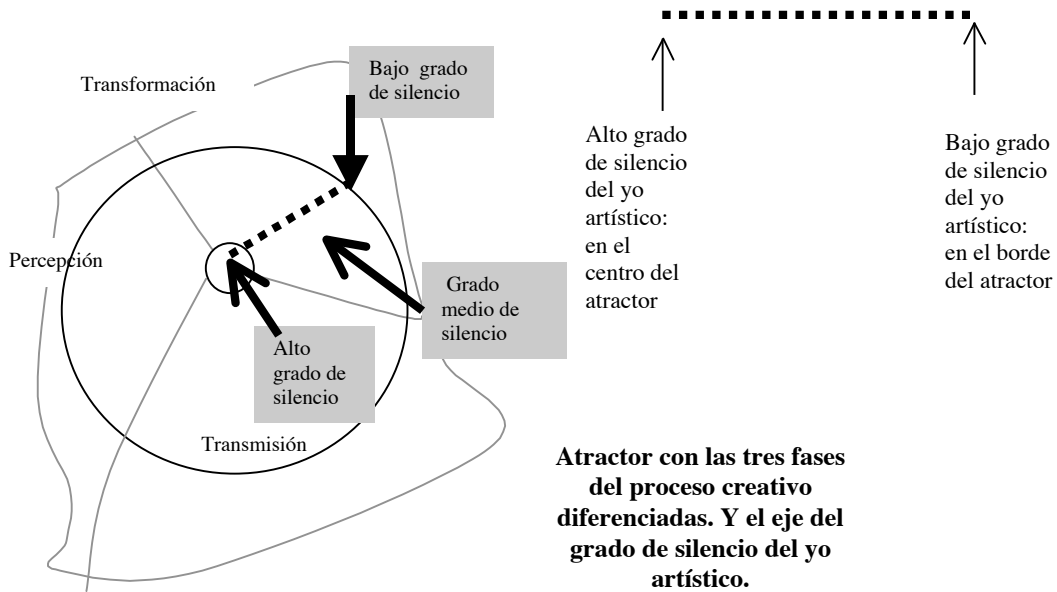 Transformación
Bajo grado
de silencio
Percepción
Grado
medio de
silencio
Alto
grado de
silencio
Transmisión
Alto grado
de silencio
del yo
artístico:
en el
centro del
atractor
Bajo grado
de silencio
del yo
artístico:
en el borde
del atractor
Atractor con las tres fases
del proceso creativo
diferenciadas. Y el eje del
grado de silencio del yo
artístico.